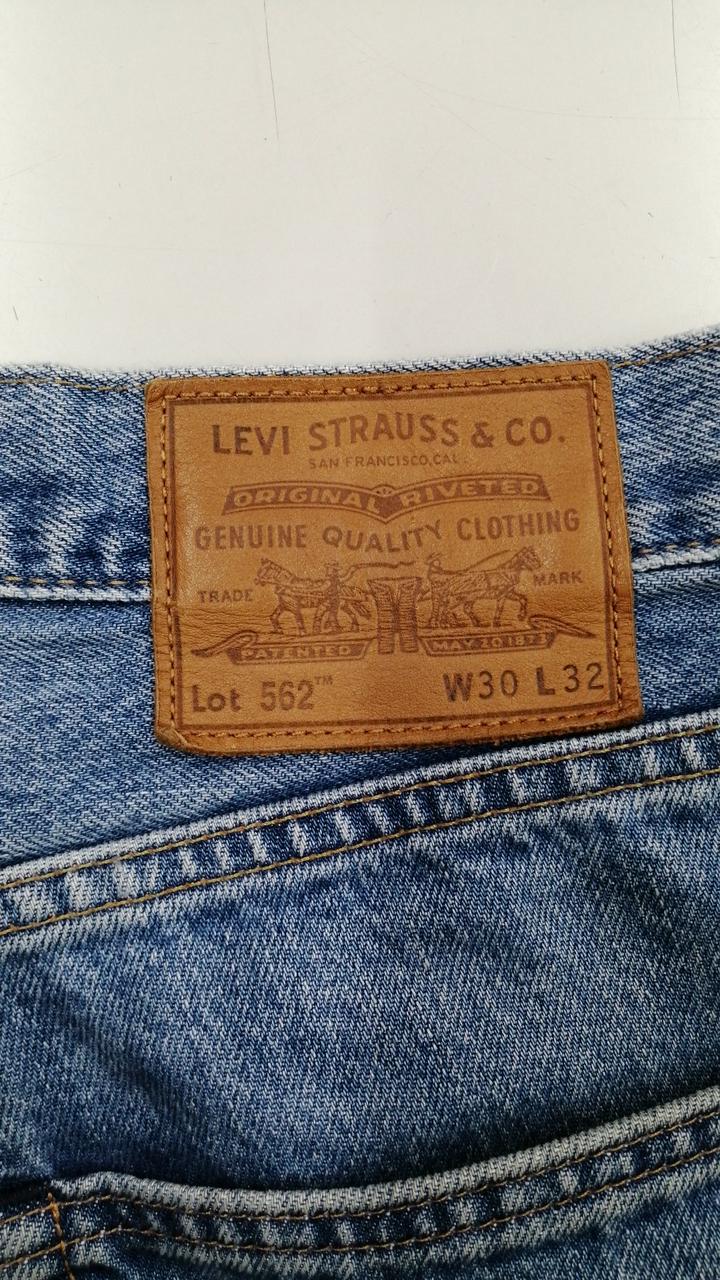 LEVI STRAUSS & CO.
SAN FRANCISCO, CAL.
ORIGINAL RIVETED
GENUINE QUALITY CLOTHING
TRADE MARK
PATENTED MAY 20 1873
Lot 562™ W30 L32